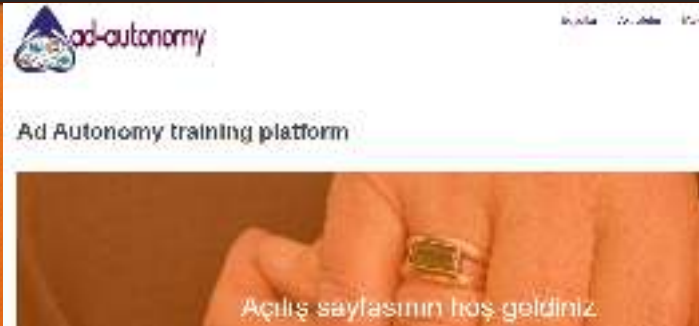 ad-autonomy
Ad Autonomy training platform
Açılış sayfasının hoş geldiniz